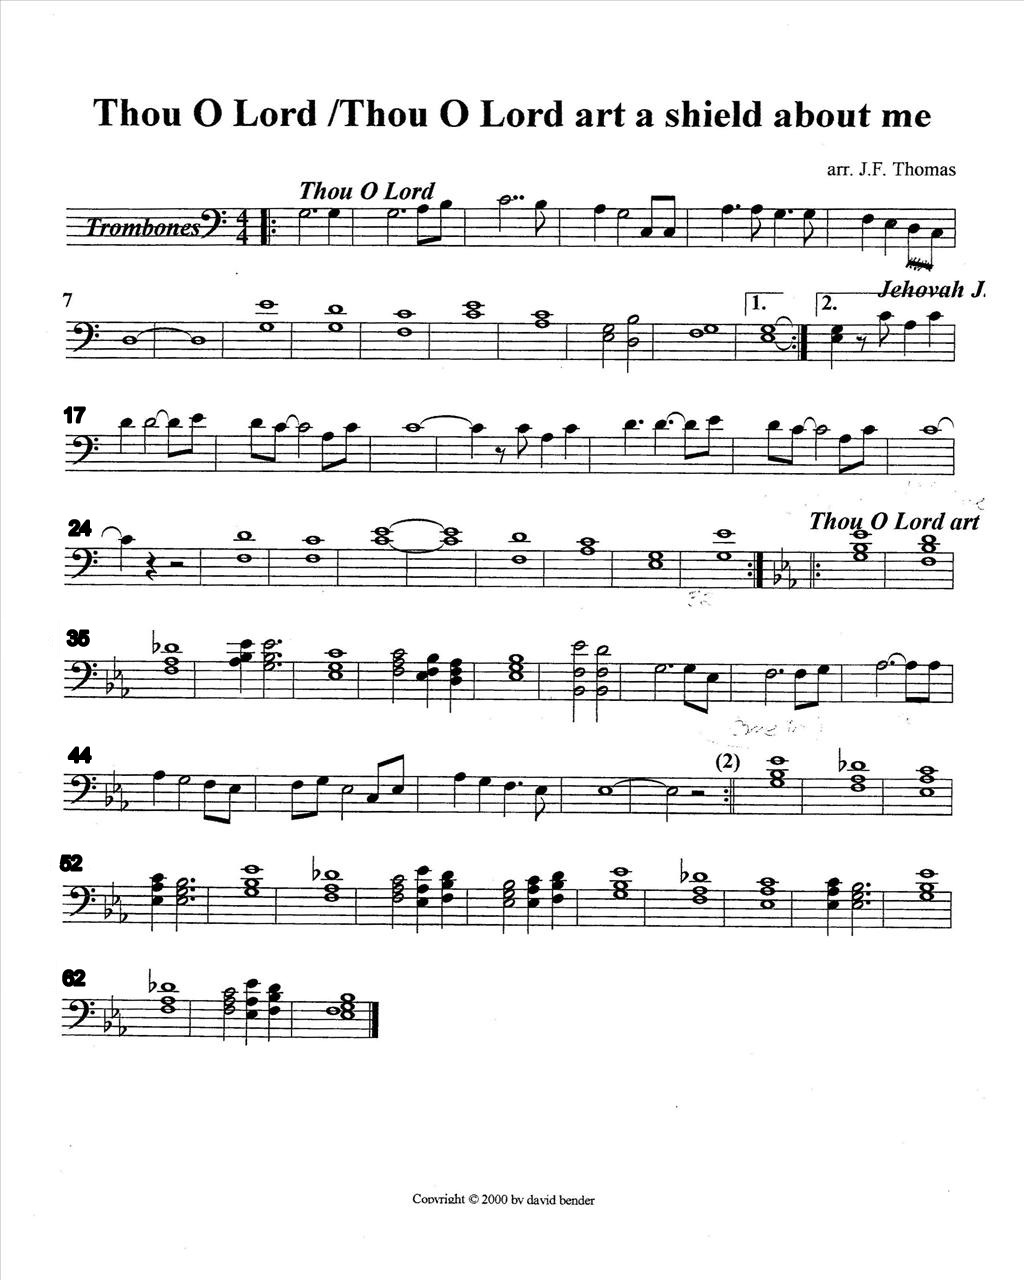 Thou O Lord /Thou O Lord art a shield about me
arr. J.F. Thomas
Thou O Lord
Trombones
4
4
7
1.
2.
Jehovah J.
17
24
Thou O Lord art
35
44
(2)
52
62
Copyright © 2000 by david bender